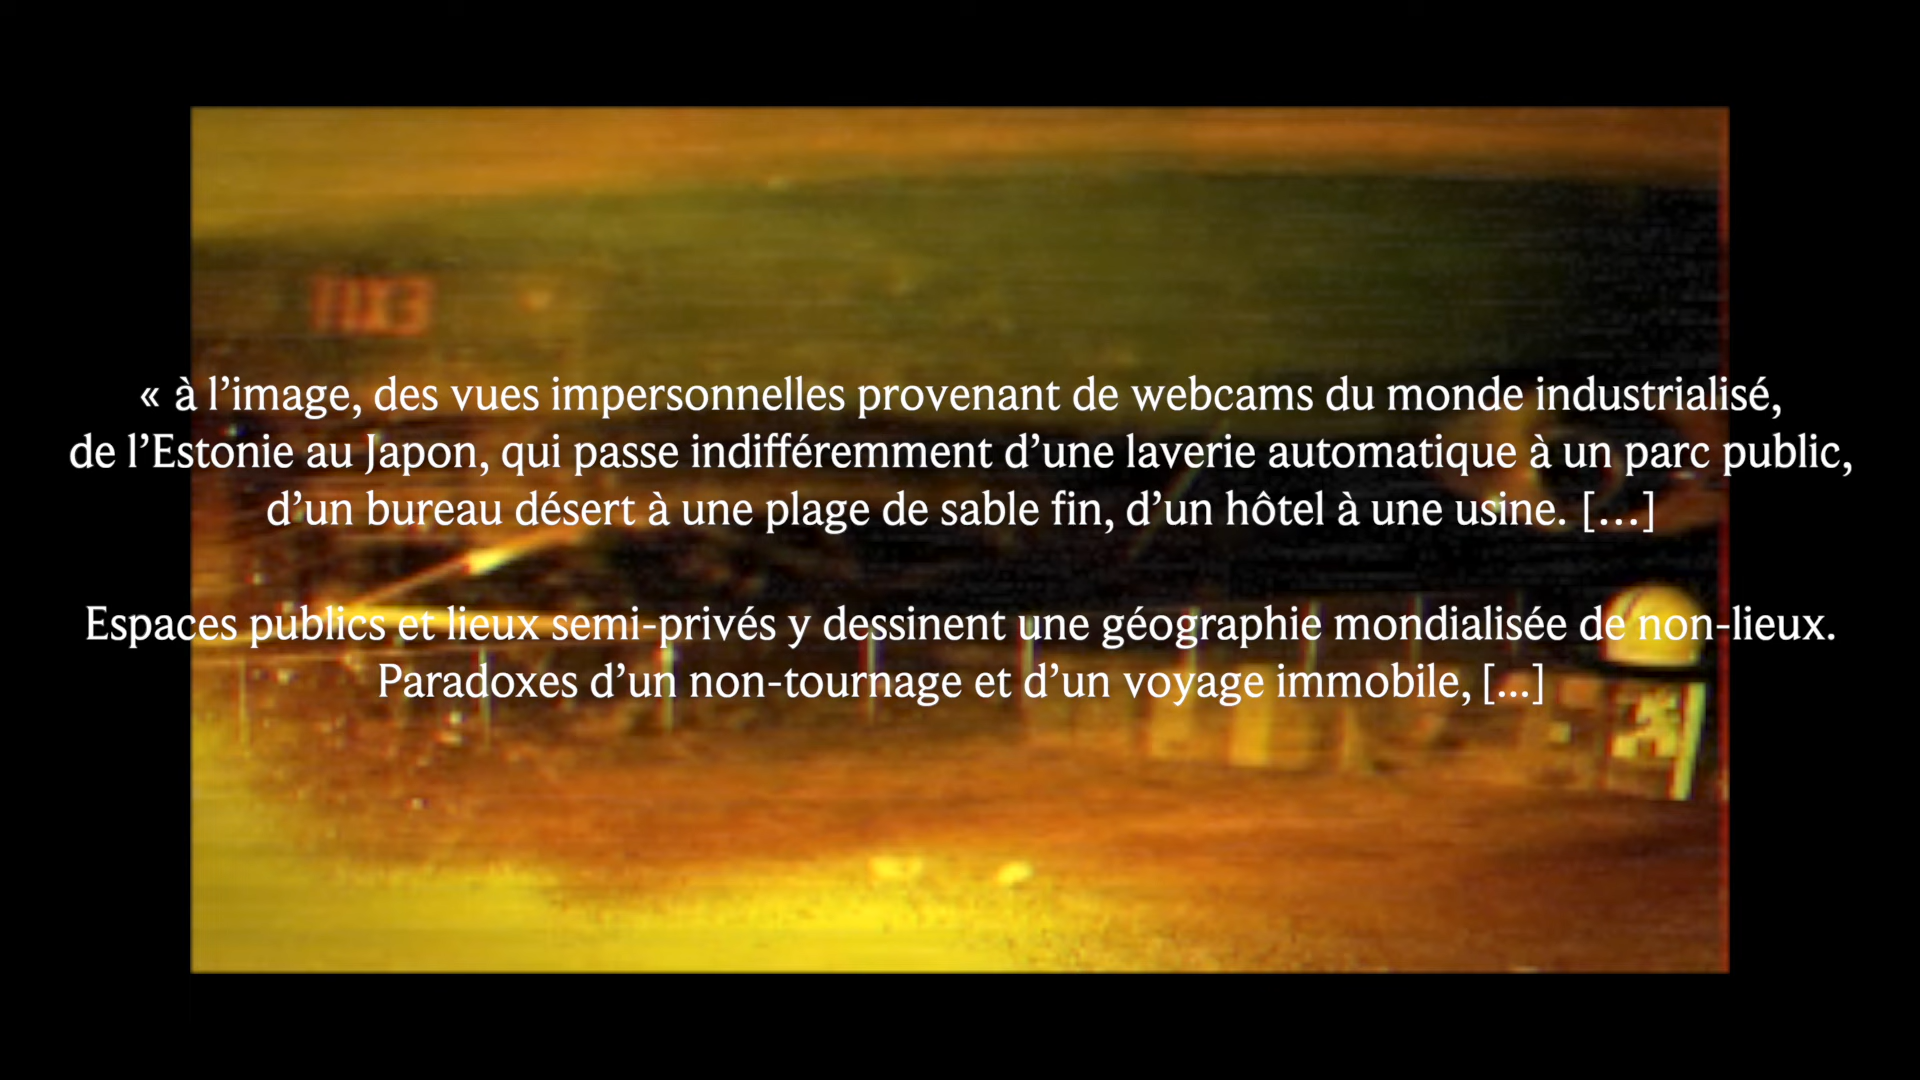 « à l’image, des vues impersonnelles provenant de webcams du monde industrialisé,
de l’Estonie au Japon, qui passe indifféremment d’une laverie automatique à un parc public,
d’un bureau désert à une plage de sable fin, d’un hôtel à une usine. […]
Espaces publics et lieux semi-privés y dessinent une géographie mondialisée de non-lieux.
Paradoxes d’un non-tournage et d’un voyage immobile, [...]